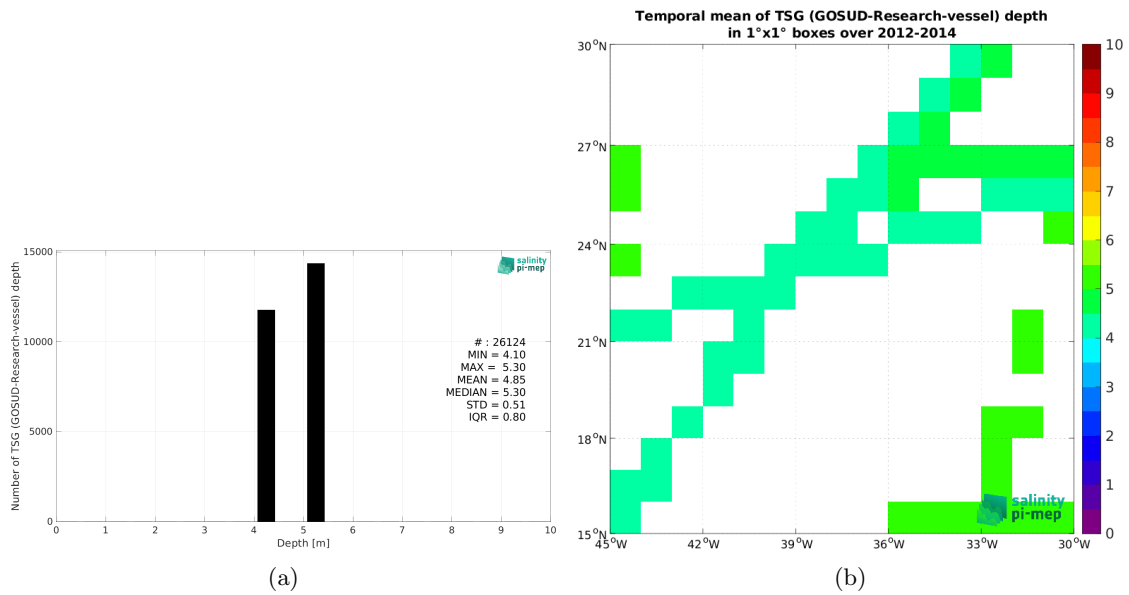 Number of TSG (GOSUD-Research-vessel) depth
15000
10000
5000
0
0 1 2 3 4 5 6 7 8 9 10
Depth [m]
salinity
pi-mep
# : 26124
MIN = 4.10
MAX = 5.30
MEAN = 4.85
MEDIAN = 5.30
STD = 0.51
IQR = 0.80
(a)
Temporal mean of TSG (GOSUD-Research-vessel) depth
in 1°x1° boxes over 2012-2014
30°N
27°N
24°N
21°N
18°N
15°N
45°W 42°W 39°W 36°W 33°W 30°W
salinity
pi-mep
10
9
8
7
6
5
4
3
2
1
0
(b)